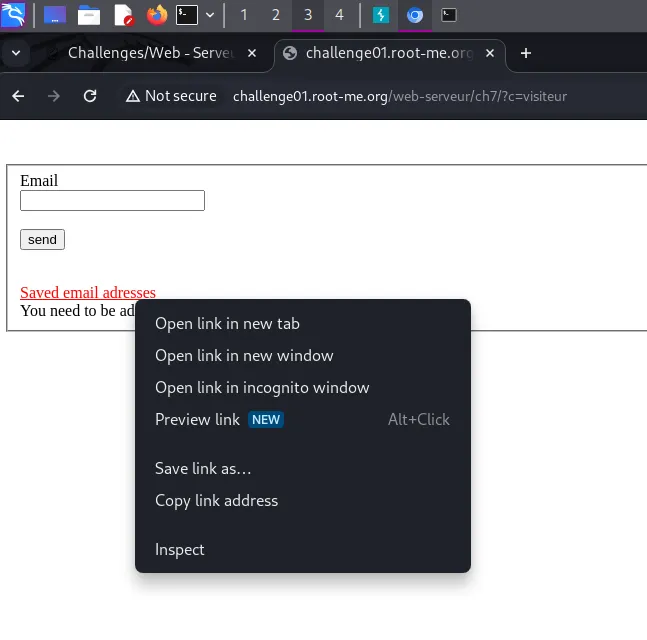 1 2 3 4
Challenges/Web - Serveu
challenge01.root-me.org
Not secure challenge01.root-me.org/web-serveur/ch7/?c=visiteur
Email
send
Saved email adresses
You need to be ad
Open link in new tab
Open link in new window
Open link in incognito window
Preview link NEW Alt+Click
Save link as...
Copy link address
Inspect